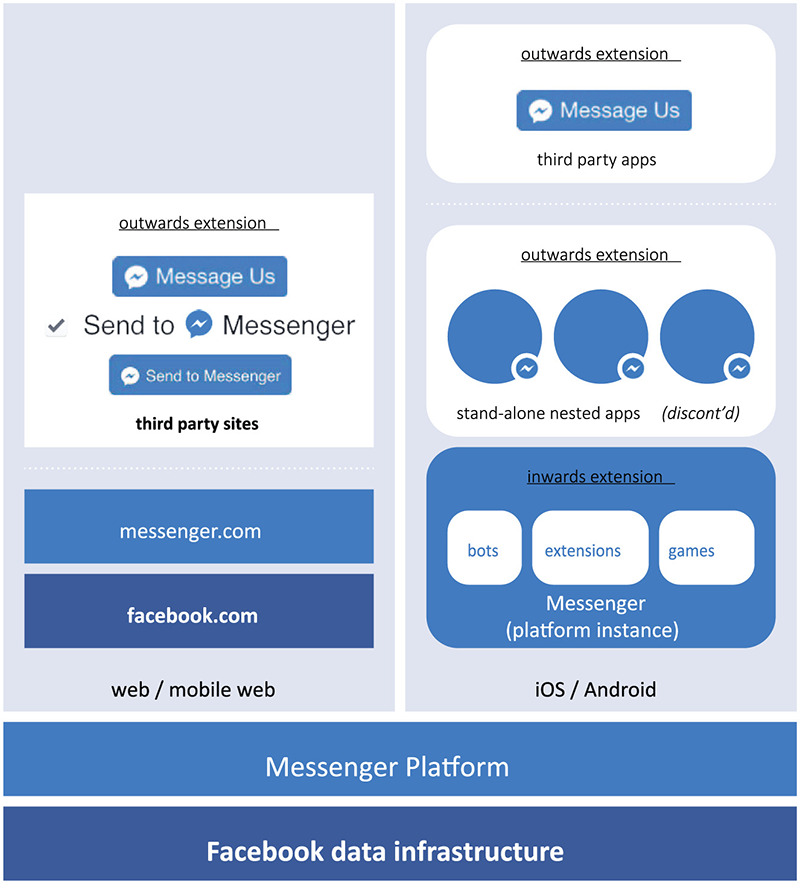 outwards extension
Message Us
Send to Messenger
Send to Messenger
third party sites
messenger.com
facebook.com
web / mobile web
outwards extension
Message Us
third party apps
outwards extension
stand-alone nested apps (discont'd)
inwards extension
bots extensions games
Messenger
(platform instance)
iOS / Android
Messenger Platform
Facebook data infrastructure